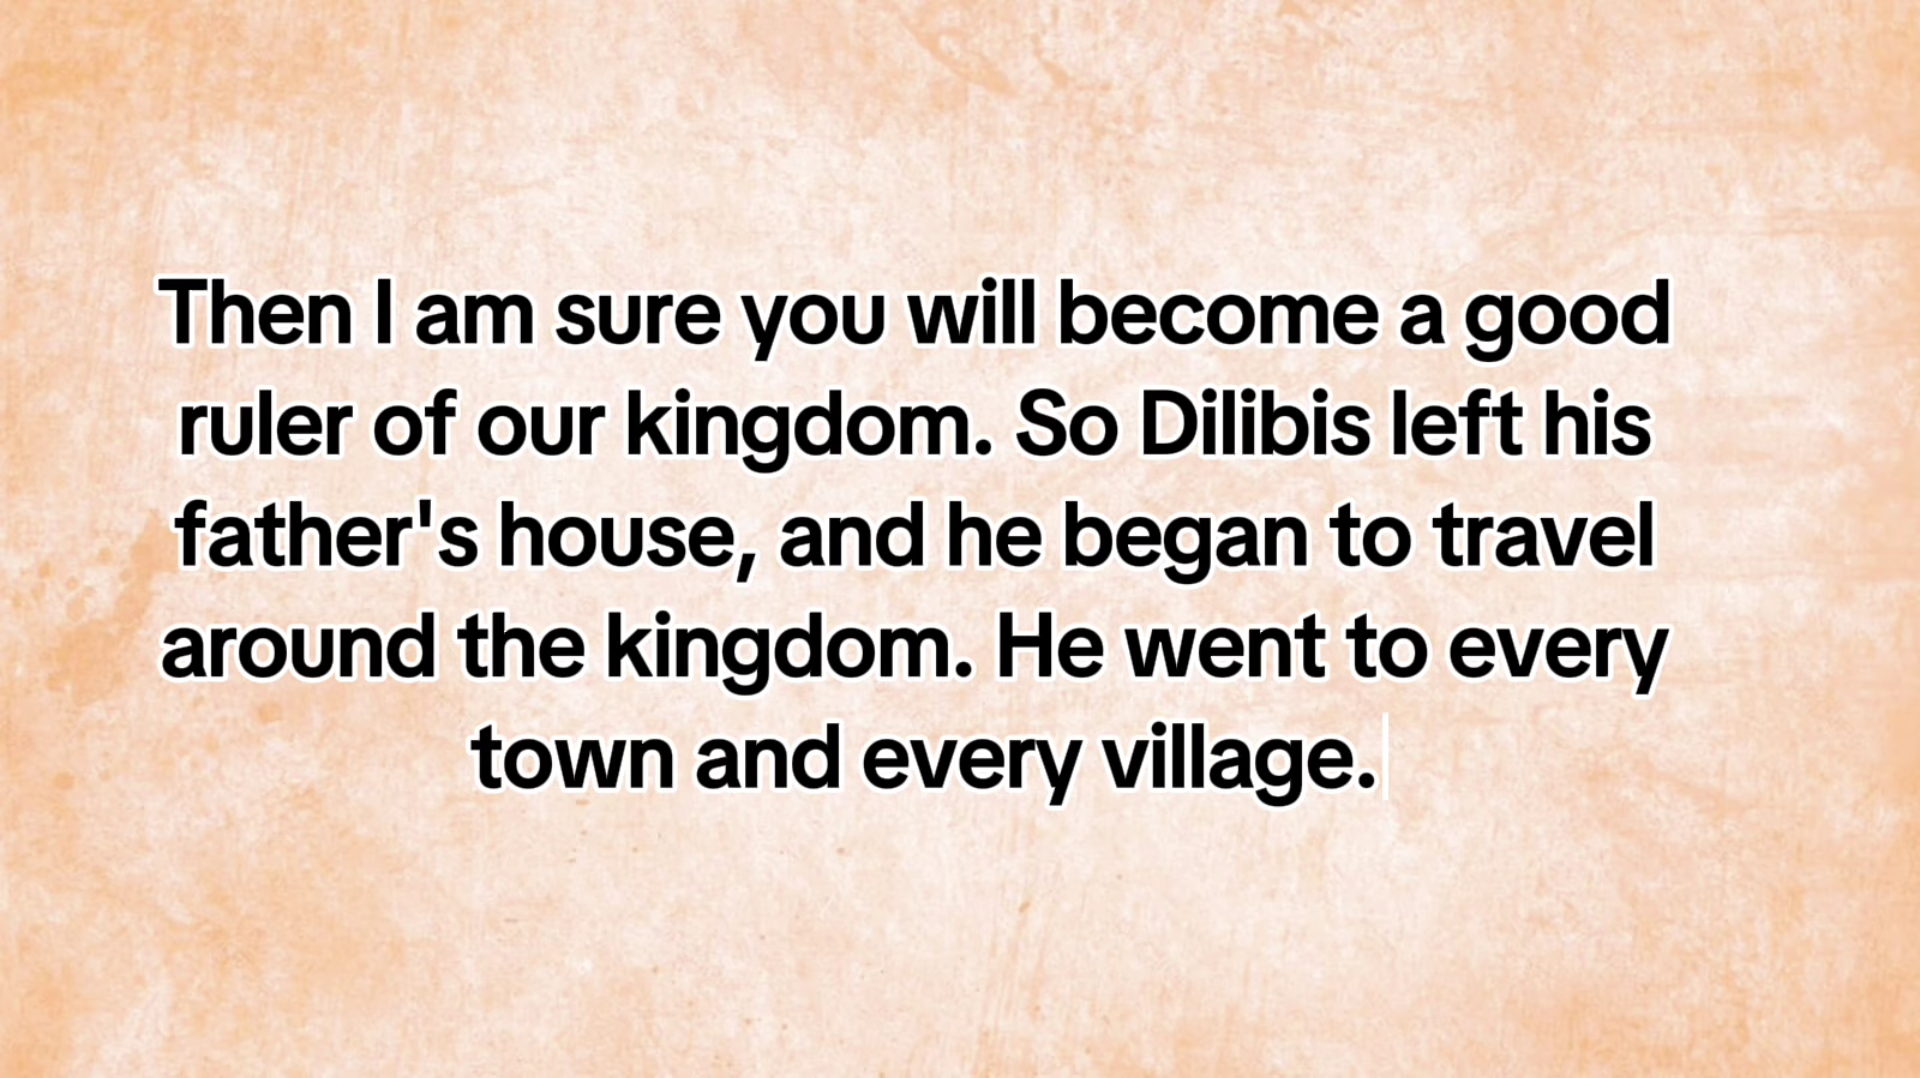 Then I am sure you will become a good
ruler of our kingdom. So Dilibis left his
father's house, and he began to travel
around the kingdom. He went to every
town and every village.